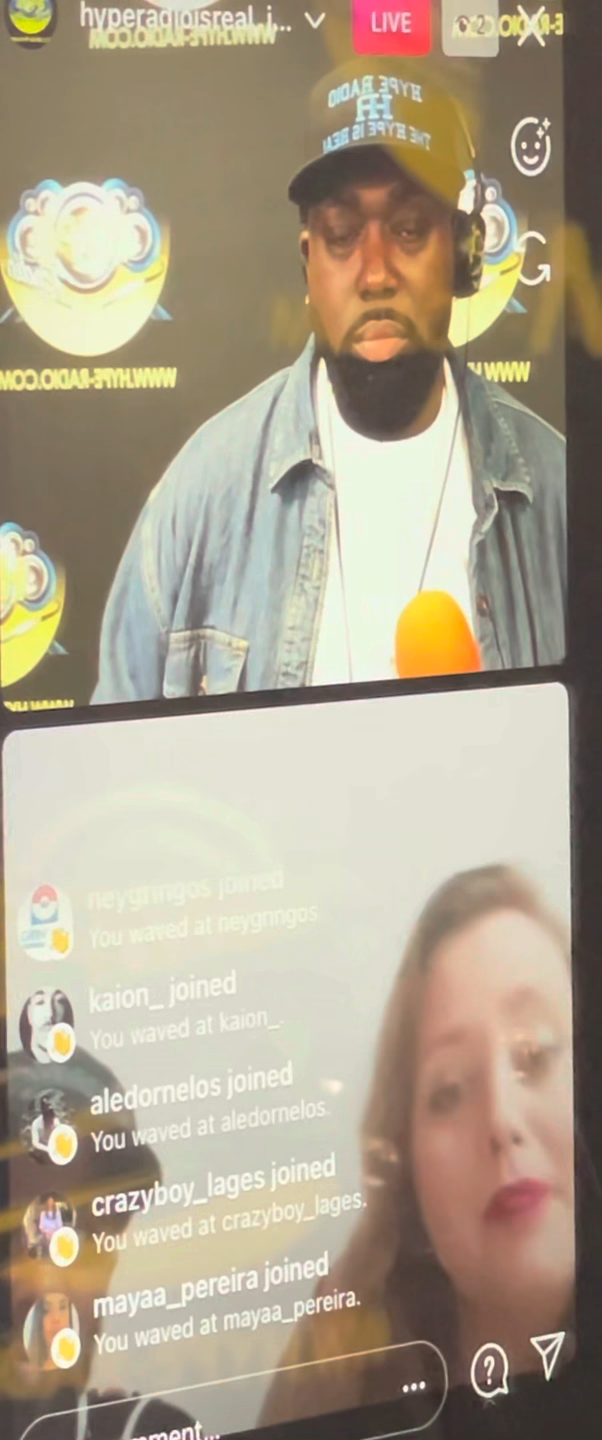 hyperadioisreal_j...
LIVE
2
HYPE RADIO
HR
THE HYPE IS REAL
WWW.HYPE-RADIO.COM
neygringos joined
You waved at neygringos
kaion_ joined
You waved at kaion_.
aledornelos joined
You waved at aledornelos.
crazyboy_lages joined
You waved at crazyboy_lages.
mayaa_pereira joined
You waved at mayaa_pereira.